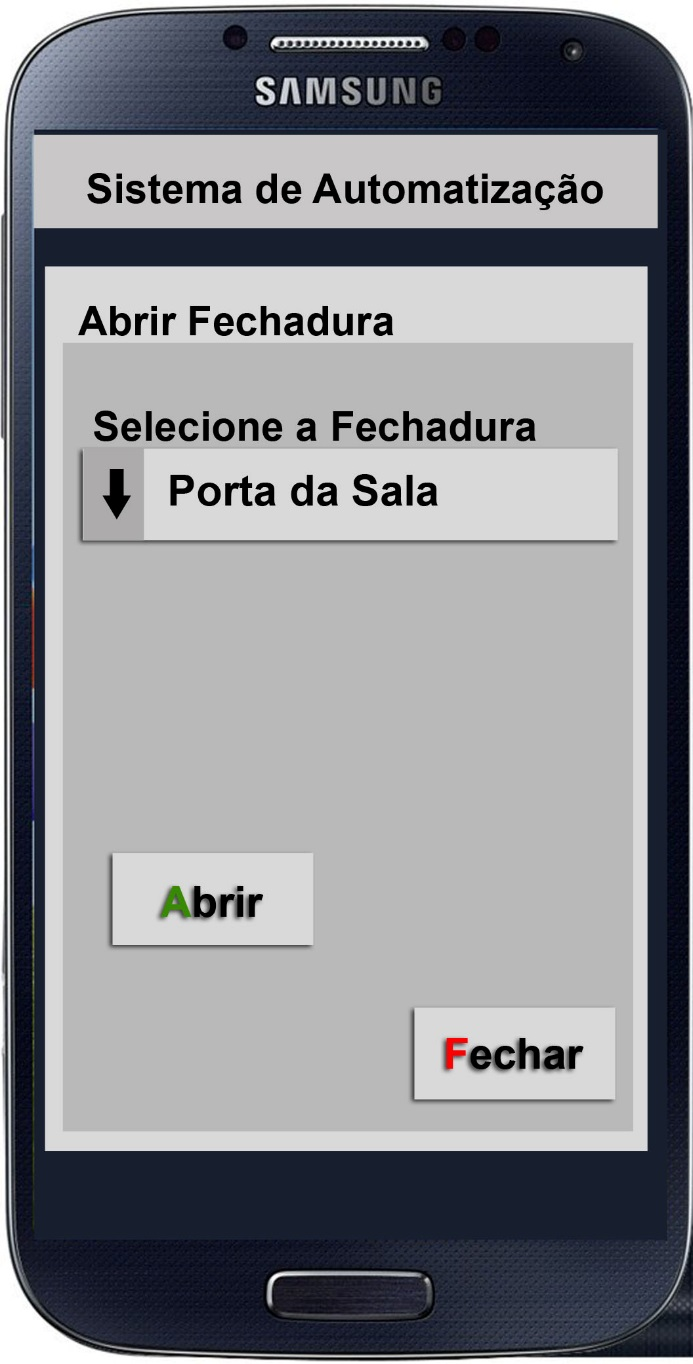 SAMSUNG
Sistema de Automatização
Abrir Fechadura
Selecione a Fechadura
Porta da Sala
Abrir
Fechar